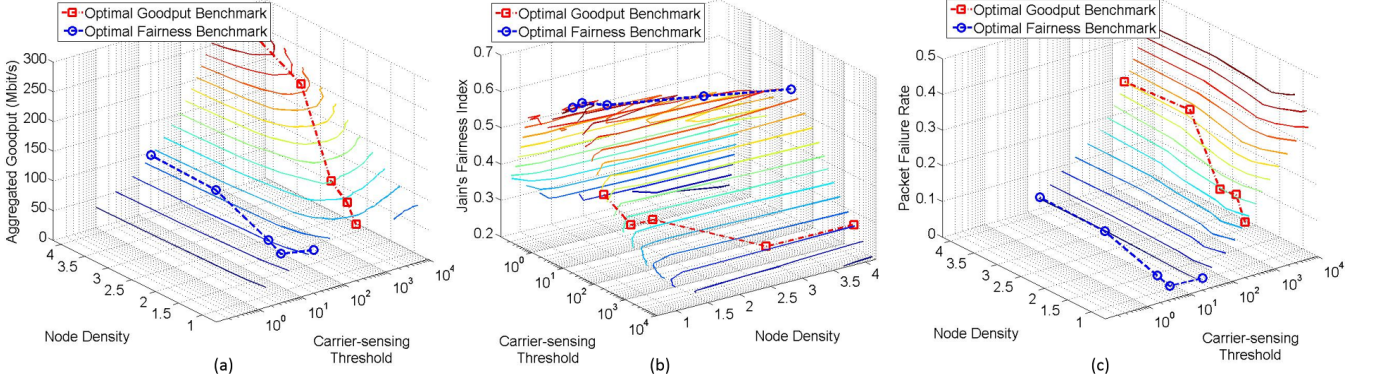 Optimal Goodput Benchmark
Optimal Fairness Benchmark
Aggregated Goodput (Mbit/s)
300
250
200
150
100
50
0
4
3.5
3
2.5
2
1.5
1
Node Density
10^0
10^1
10^2
10^3
10^4
Carrier-sensing
Threshold
(a)
Optimal Goodput Benchmark
Optimal Fairness Benchmark
Jain's Fairness Index
0.7
0.6
0.5
0.4
0.3
0.2
10^0
10^1
10^2
10^3
10^4
Carrier-sensing
Threshold
1
1.5
2
2.5
3
3.5
4
Node Density
(b)
Optimal Goodput Benchmark
Optimal Fairness Benchmark
Packet Failure Rate
0.5
0.4
0.3
0.2
0.1
0
4
3.5
3
2.5
2
1.5
1
Node Density
10^0
10^1
10^2
10^3
10^4
Carrier-sensing
Threshold
(c)